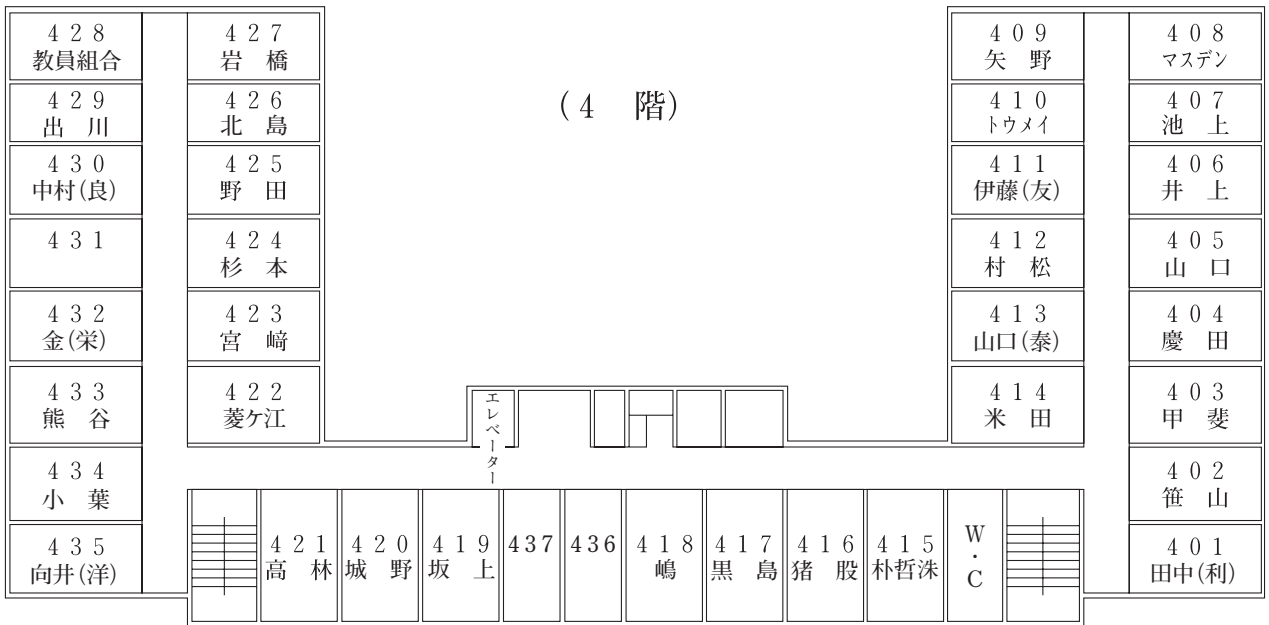 (4 階)
428
教員組合
429
出 川
430
中村(良)
431
432
金(栄)
433
熊 谷
434
小 葉
435
向井(洋)
427
岩 橋
426
北 島
425
野 田
424
杉 本
423
宮 﨑
422
菱ケ江
エレベーター
421
高 林
420
城 野
419
坂 上
437
436
418
嶋
417
黒 島
416
猪 股
415
朴哲洙
W・C
409
矢 野
410
トウメイ
411
伊藤(友)
412
村 松
413
山口(泰)
414
米 田
408
マスデン
407
池 上
406
井 上
405
山 口
404
慶 田
403
甲 斐
402
笹 山
401
田中(利)